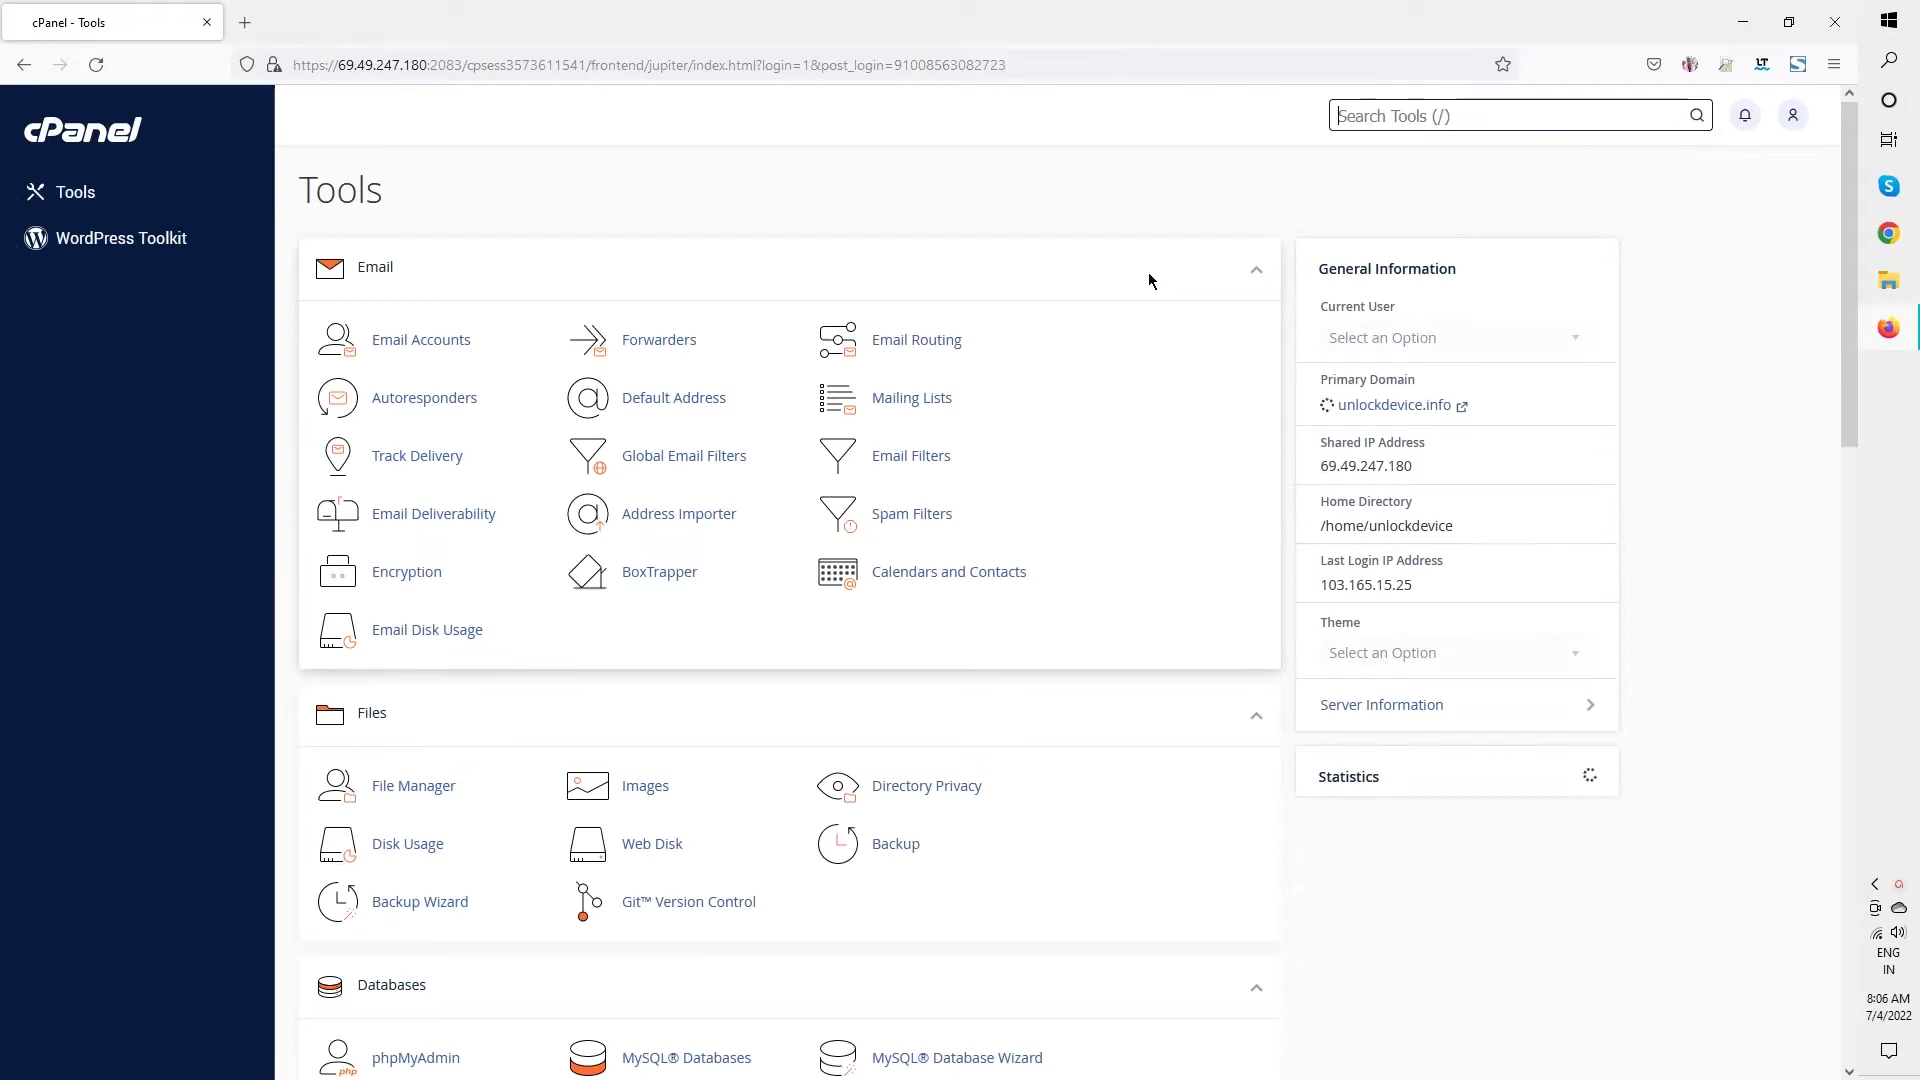 cPanel - Tools
https://69.49.247.180:2083/cpsess3573611541/frontend/jupiter/index.html?login=1&post_login=91008563082723
cPanel
Search Tools (/)
Tools
WordPress Toolkit
Tools
Email
Email Accounts
Forwarders
Email Routing
Autoresponders
Default Address
Mailing Lists
Track Delivery
Global Email Filters
Email Filters
Email Deliverability
Address Importer
Spam Filters
Encryption
BoxTrapper
Calendars and Contacts
Email Disk Usage
Files
File Manager
Images
Directory Privacy
Disk Usage
Web Disk
Backup
Backup Wizard
Git™ Version Control
Databases
phpMyAdmin
php
MySQL® Databases
MySQL® Database Wizard
General Information
Current User
Select an Option
Primary Domain
unlockdevice.info
Shared IP Address
69.49.247.180
Home Directory
/home/unlockdevice
Last Login IP Address
103.165.15.25
Theme
Select an Option
Server Information
Statistics
LT
S
S
ENG
IN
8:06 AM
7/4/2022